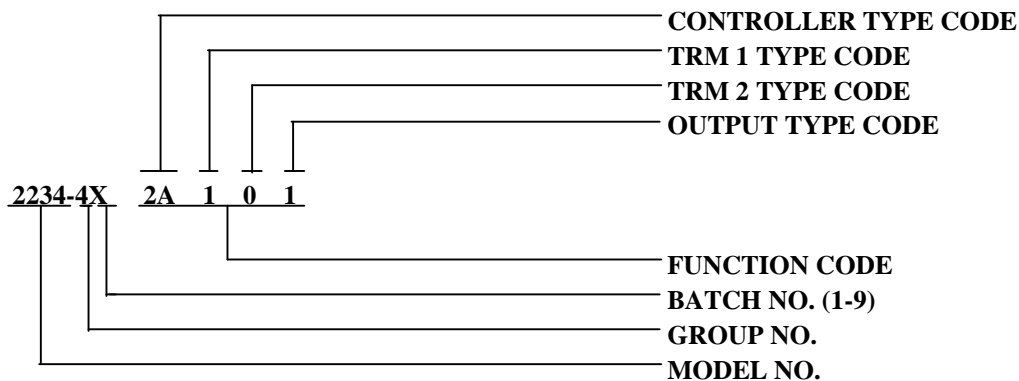 CONTROLLER TYPE CODE
TRM 1 TYPE CODE
TRM 2 TYPE CODE
OUTPUT TYPE CODE
2234-4X 2A 1 0 1
FUNCTION CODE
BATCH NO. (1-9)
GROUP NO.
MODEL NO.